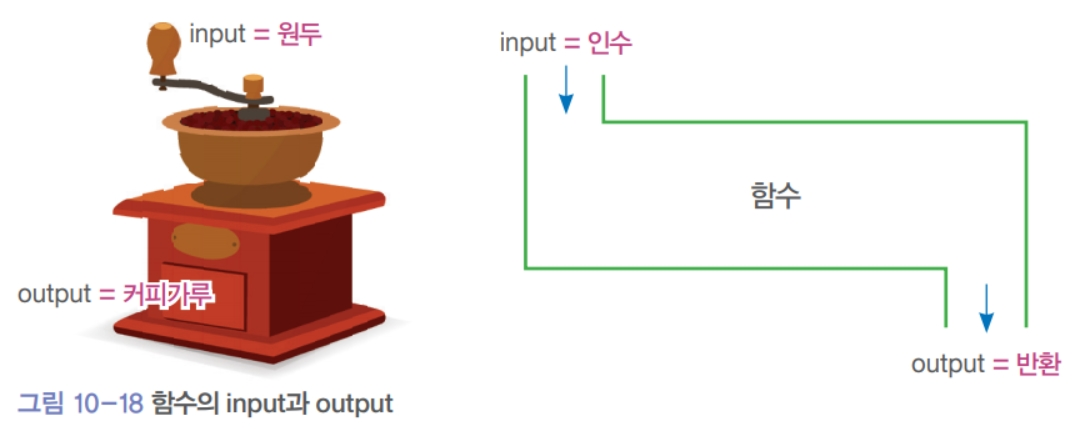 input = 원두
output = 커피가루
그림 10-18 함수의 input과 output
input = 인수
함수
output = 반환